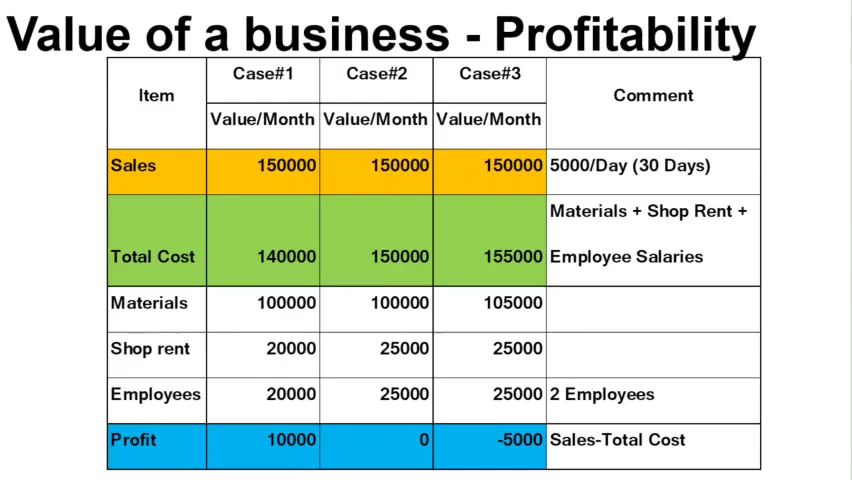 Value of a business - Profitability
Item Case#1 Case#2 Case#3 Comment
Value/Month Value/Month Value/Month
Sales 150000 150000 150000 5000/Day (30 Days)
Total Cost 140000 150000 155000 Materials + Shop Rent +
Employee Salaries
Materials 100000 100000 105000
Shop rent 20000 25000 25000
Employees 20000 25000 25000 2 Employees
Profit 10000 0 -5000 Sales-Total Cost